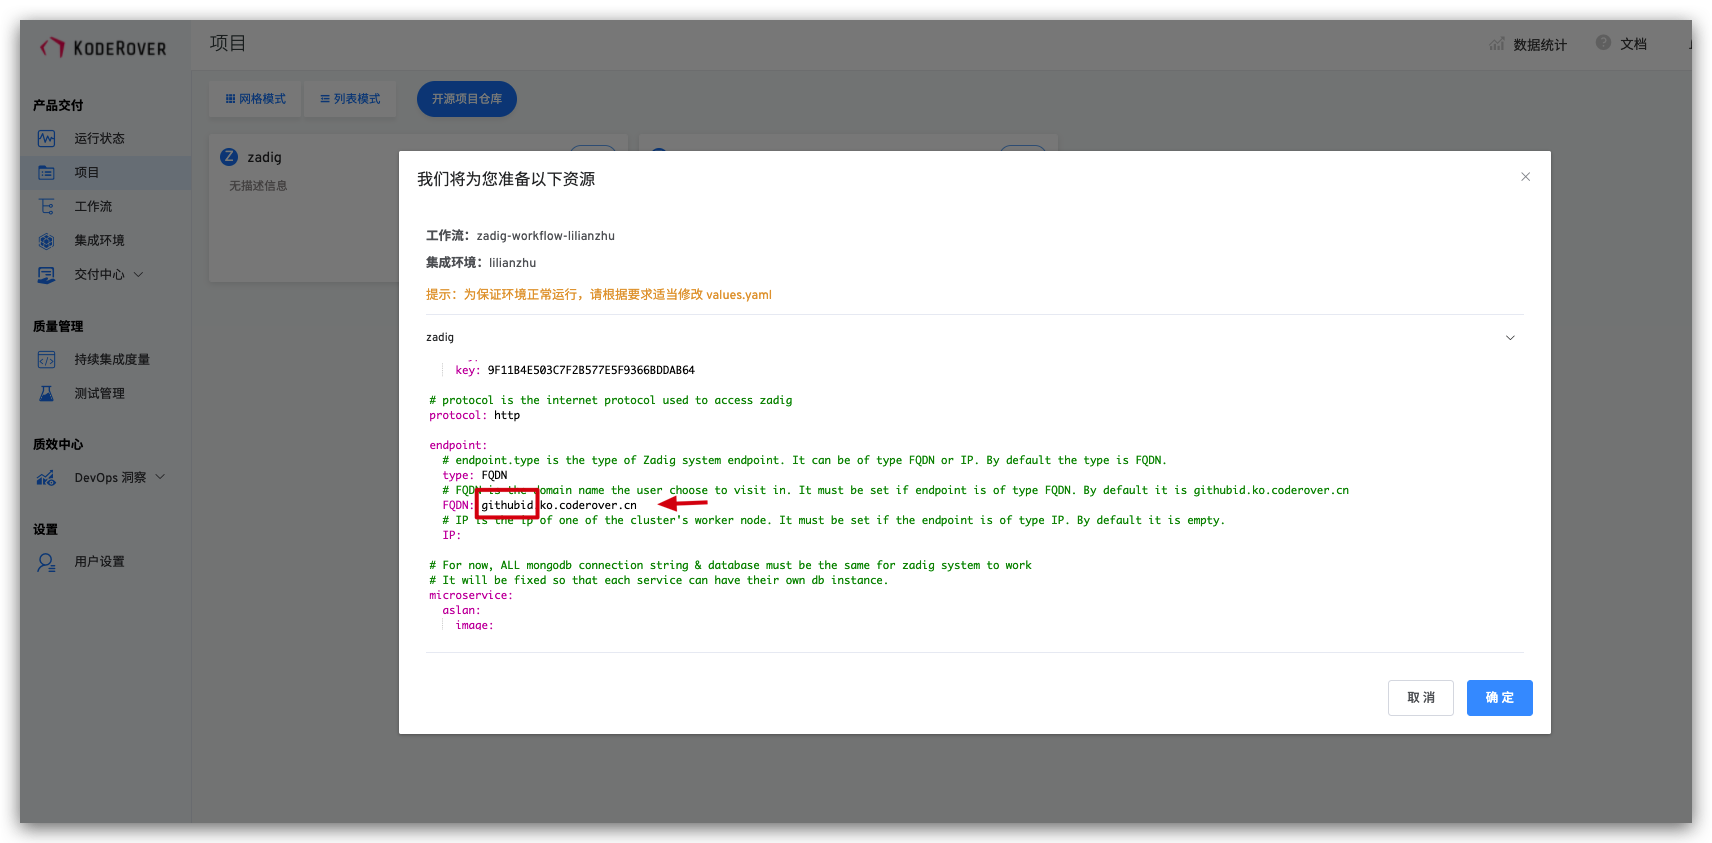 KODEROVER
项目
数据统计
文档
产品交付
运行状态
项目
工作流
集成环境
交付中心
质量管理
持续集成度量
测试管理
质效中心
DevOps 洞察
设置
用户设置
网格模式
列表模式
开源项目仓库
Z zadig
无描述信息
我们将为您准备以下资源
工作流：zadig-workflow-lilianzhu
集成环境：lilianzhu
提示：为保证环境正常运行，请根据要求适当修改 values.yaml
zadig
key: 9F11B4E503C7F2B577E5F9366BDDAB64
# protocol is the internet protocol used to access zadig
protocol: http
endpoint:
# endpoint.type is the type of Zadig system endpoint. It can be of type FQDN or IP. By default the type is FQDN.
type: FQDN
# FQDN is the domain name the user choose to visit in. It must be set if endpoint is of type FQDN. By default it is githubid.ko.coderover.cn
FQDN: githubid.ko.coderover.cn
# IP is the ip of one of the cluster's worker node. It must be set if the endpoint is of type IP. By default it is empty.
IP:
# For now, ALL mongodb connection string & database must be the same for zadig system to work
# It will be fixed so that each service can have their own db instance.
microservice:
aslan:
image:
取消
确定